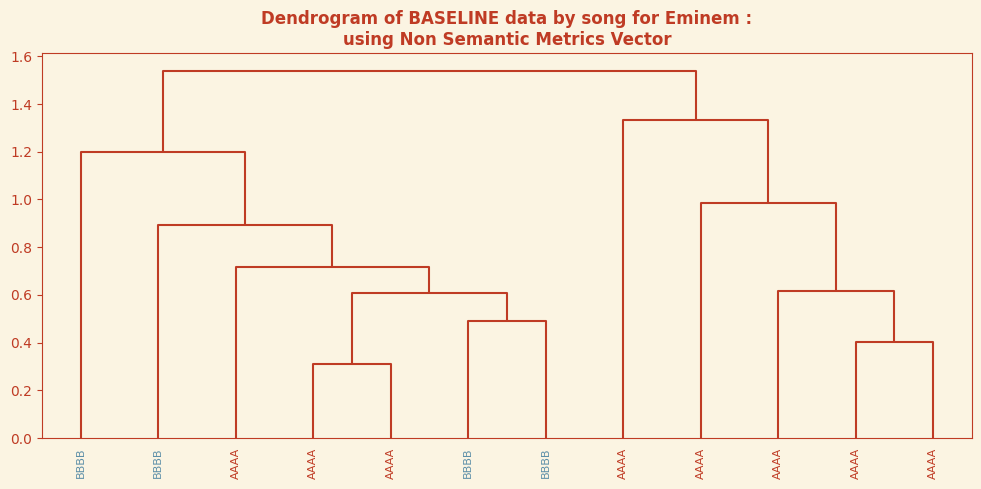 Dendrogram of BASELINE data by song for Eminem :
using Non Semantic Metrics Vector
1.6
1.4
1.2
1.0
0.8
0.6
0.4
0.2
0.0
BBBB
BBBB
AAAA
AAAA
AAAA
BBBB
BBBB
AAAA
AAAA
AAAA
AAAA
AAAA